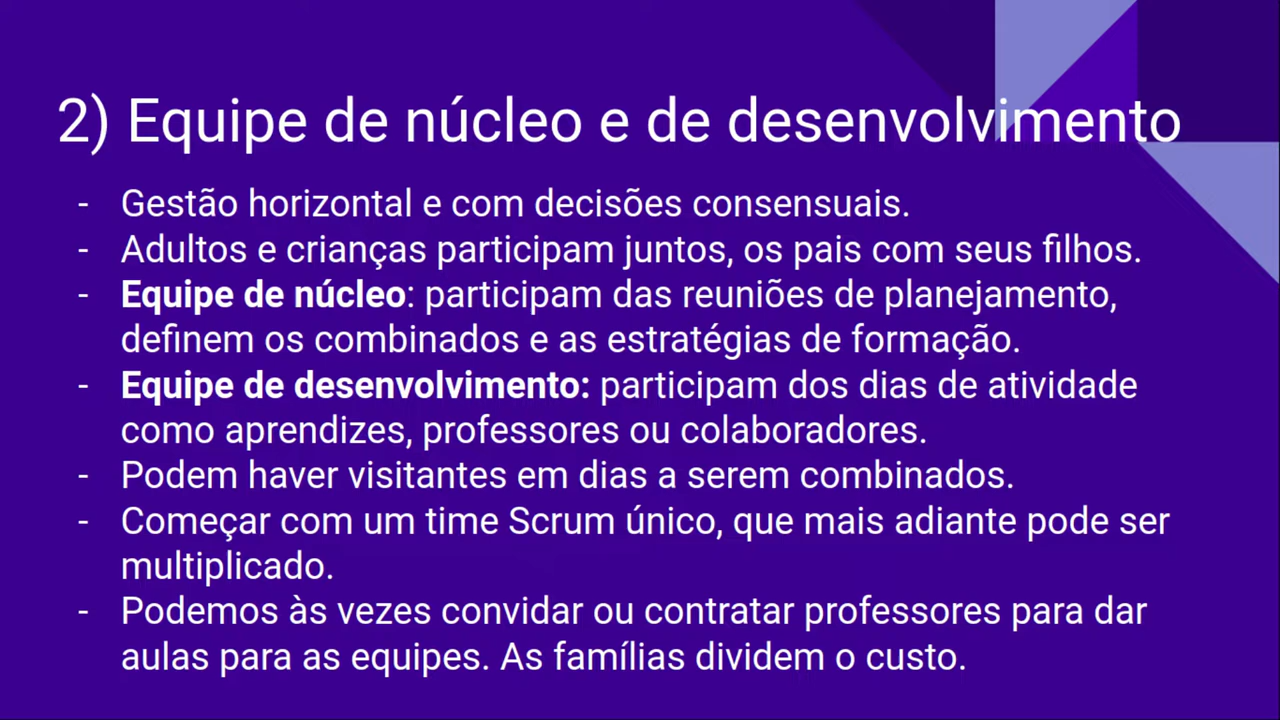 2) Equipe de núcleo e de desenvolvimento
- Gestão horizontal e com decisões consensuais.
- Adultos e crianças participam juntos, os pais com seus filhos.
- Equipe de núcleo: participam das reuniões de planejamento,
definem os combinados e as estratégias de formação.
- Equipe de desenvolvimento: participam dos dias de atividade
como aprendizes, professores ou colaboradores.
- Podem haver visitantes em dias a serem combinados.
- Começar com um time Scrum único, que mais adiante pode ser
multiplicado.
- Podemos às vezes convidar ou contratar professores para dar
aulas para as equipes. As famílias dividem o custo.